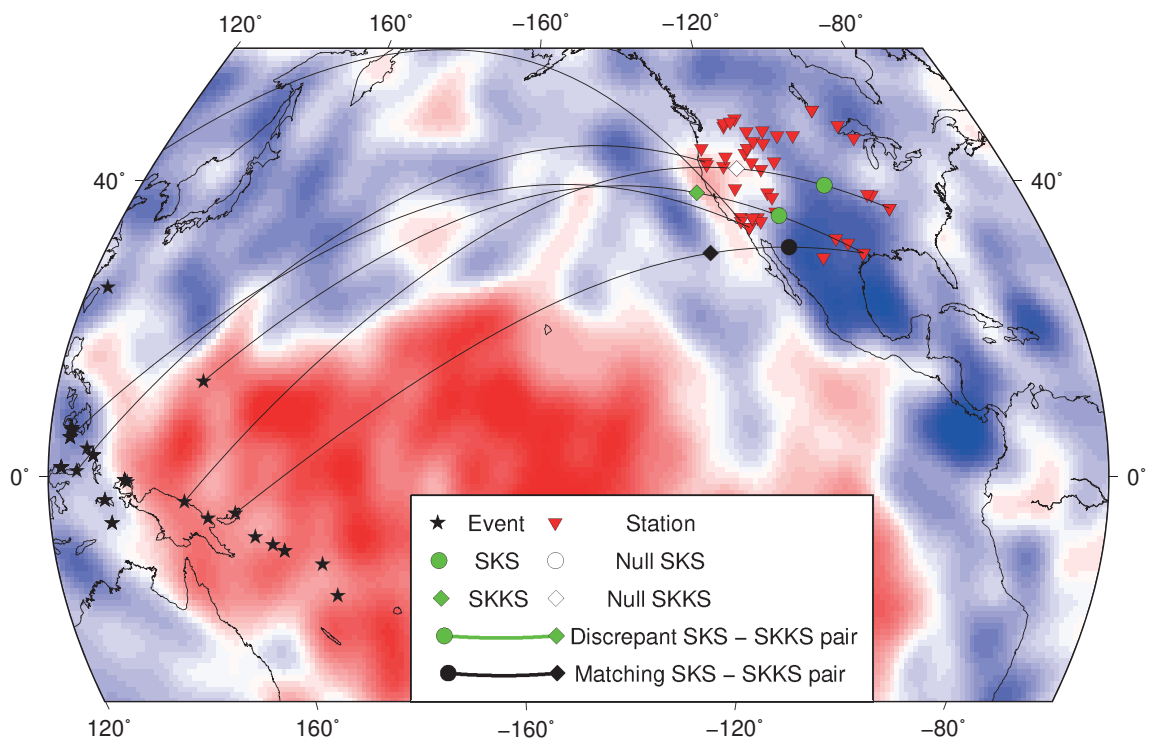 120˚ 160˚ −160˚ −120˚ −80˚
40˚ 40˚
0˚ 0˚
Event Station
SKS Null SKS
SKKS Null SKKS
Discrepant SKS − SKKS pair
Matching SKS − SKKS pair
120˚ 160˚ −160˚ −120˚ −80˚